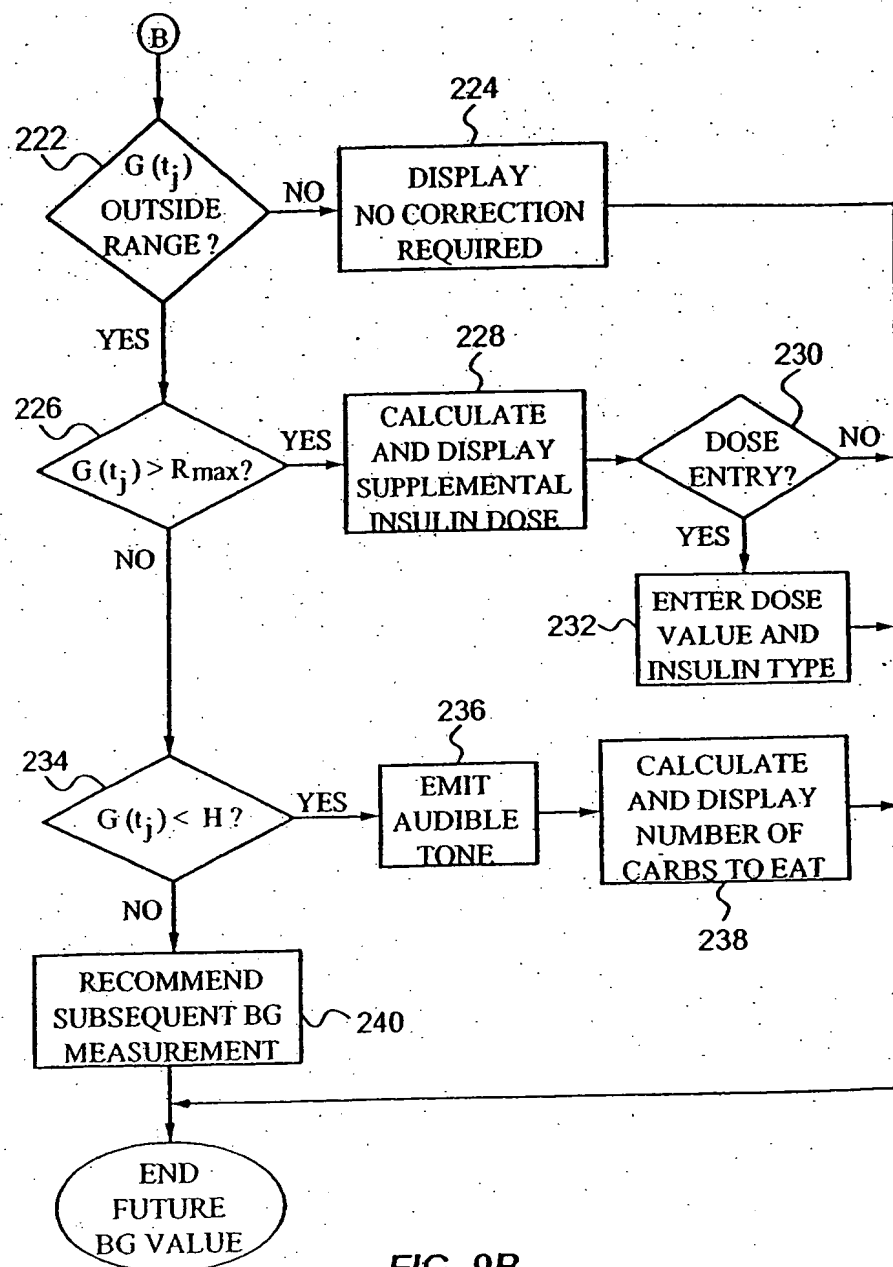 B
222
G(tj)
OUTSIDE
RANGE?
NO
224
DISPLAY
NO CORRECTION
REQUIRED
YES
226
G(tj) > Rmax?
YES
228
CALCULATE
AND DISPLAY
SUPPLEMENTAL
INSULIN DOSE
230
DOSE
ENTRY?
NO
YES
232
ENTER DOSE
VALUE AND
INSULIN TYPE
NO
234
G(tj) < H?
YES
236
EMIT
AUDIBLE
TONE
CALCULATE
AND DISPLAY
NUMBER OF
CARBS TO EAT
238
NO
RECOMMEND
SUBSEQUENT BG
MEASUREMENT
240
END
FUTURE
BG VALUE
FIG. 9B